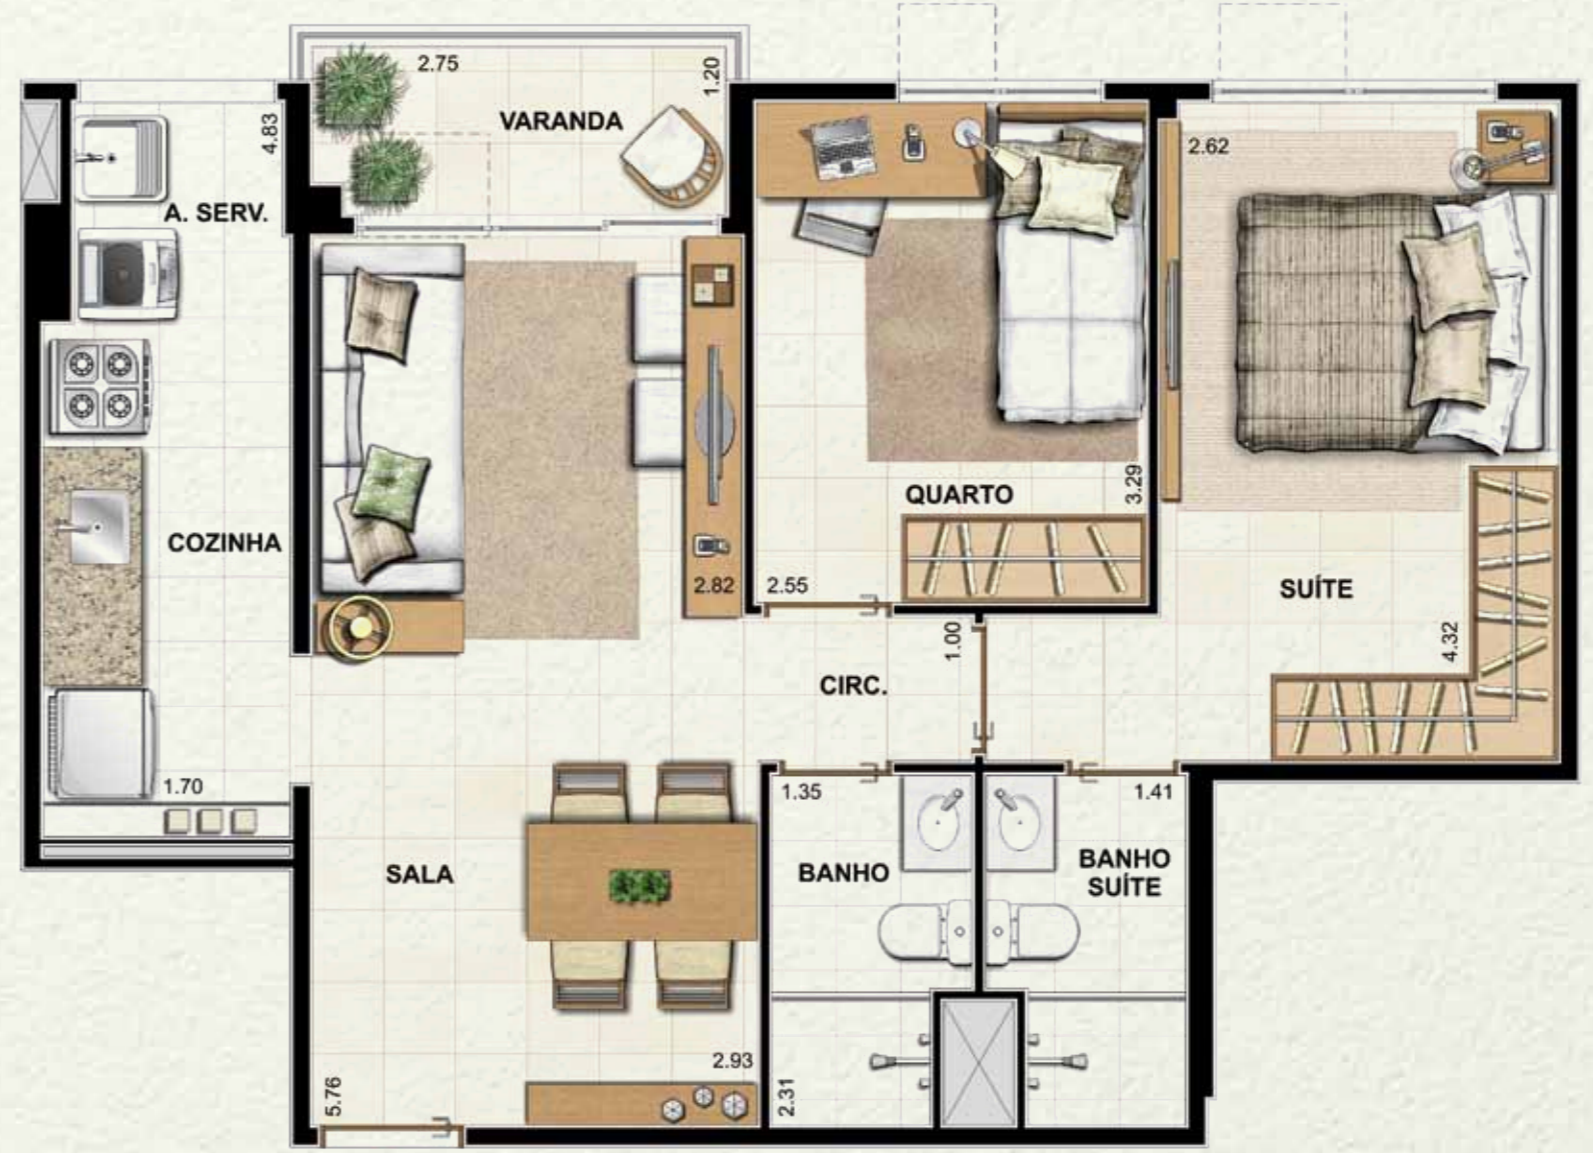 2.75
1.20
VARANDA
4.83
A. SERV.
2.62
QUARTO
3.29
COZINHA
2.82
2.55
SUÍTE
1.00
4.32
CIRC.
1.70
1.35
1.41
SALA
BANHO
BANHO
SUÍTE
2.93
5.76
2.31